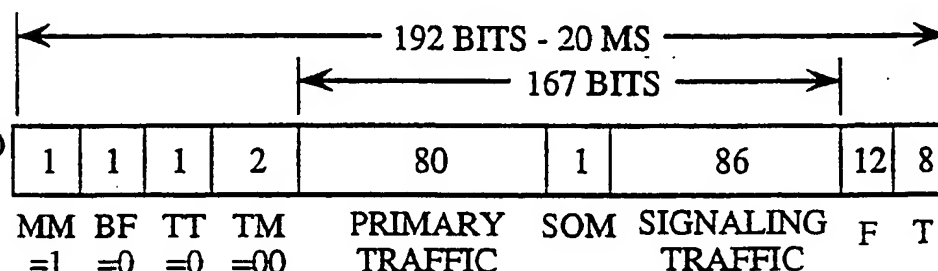 192 BITS - 20 MS
167 BITS
1 1 1 2 80 1 86 12 8
MM BF TT TM PRIMARY SOM SIGNALING F T
=1 =0 =0 =00 TRAFFIC TRAFFIC